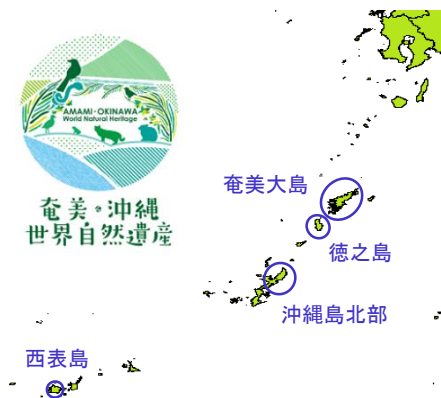 AMAMI-OKINAWA
World Natural Heritage
奄美・沖縄
世界自然遺産
奄美大島
徳之島
沖縄島北部
西表島